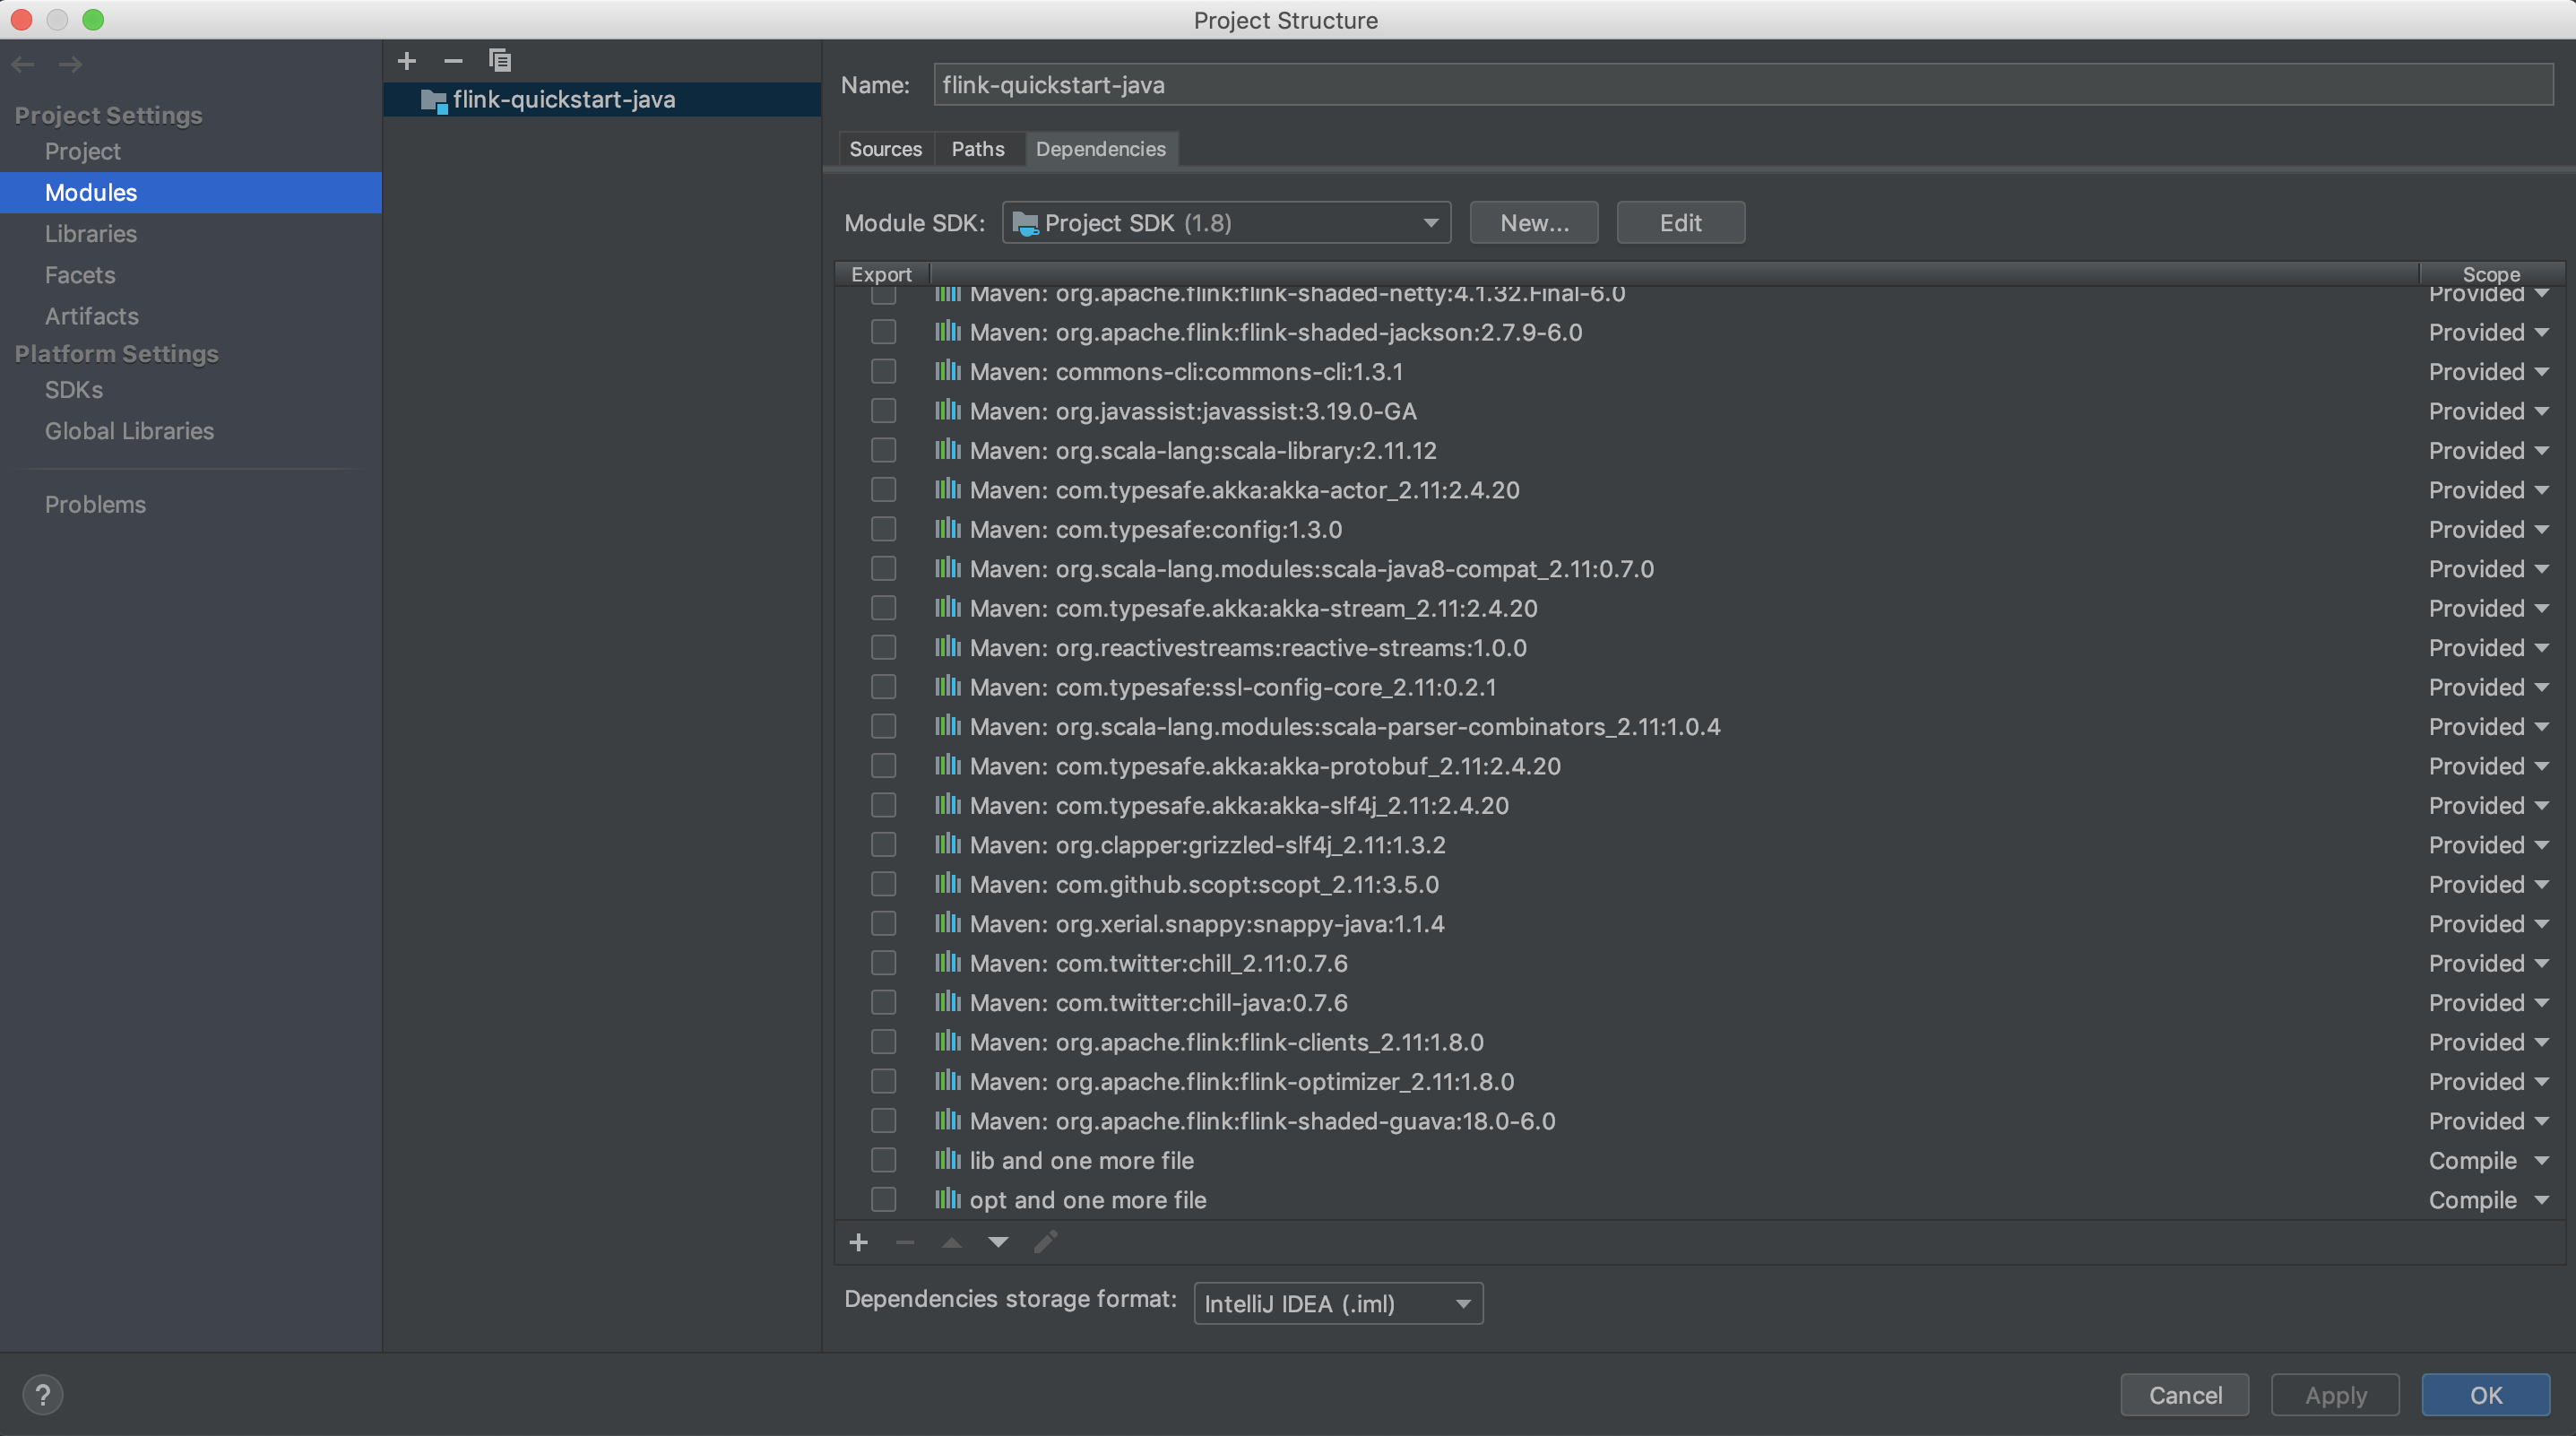 Project Structure
Project Settings
Project
Modules
Libraries
Facets
Artifacts
Platform Settings
SDKs
Global Libraries
Problems
flink-quickstart-java
Name: flink-quickstart-java
Sources Paths Dependencies
Module SDK: Project SDK (1.8) New... Edit
Export Scope
Maven: org.apache.flink:flink-shaded-netty:4.1.32.Final-6.0 Provided
Maven: org.apache.flink:flink-shaded-jackson:2.7.9-6.0 Provided
Maven: commons-cli:commons-cli:1.3.1 Provided
Maven: org.javassist:javassist:3.19.0-GA Provided
Maven: org.scala-lang:scala-library:2.11.12 Provided
Maven: com.typesafe.akka:akka-actor_2.11:2.4.20 Provided
Maven: com.typesafe:config:1.3.0 Provided
Maven: org.scala-lang.modules:scala-java8-compat_2.11:0.7.0 Provided
Maven: com.typesafe.akka:akka-stream_2.11:2.4.20 Provided
Maven: org.reactivestreams:reactive-streams:1.0.0 Provided
Maven: com.typesafe:ssl-config-core_2.11:0.2.1 Provided
Maven: org.scala-lang.modules:scala-parser-combinators_2.11:1.0.4 Provided
Maven: com.typesafe.akka:akka-protobuf_2.11:2.4.20 Provided
Maven: com.typesafe.akka:akka-slf4j_2.11:2.4.20 Provided
Maven: org.clapper:grizzled-slf4j_2.11:1.3.2 Provided
Maven: com.github.scopt:scopt_2.11:3.5.0 Provided
Maven: org.xerial.snappy:snappy-java:1.1.4 Provided
Maven: com.twitter:chill_2.11:0.7.6 Provided
Maven: com.twitter:chill-java:0.7.6 Provided
Maven: org.apache.flink:flink-clients_2.11:1.8.0 Provided
Maven: org.apache.flink:flink-optimizer_2.11:1.8.0 Provided
Maven: org.apache.flink:flink-shaded-guava:18.0-6.0 Provided
lib and one more file Compile
opt and one more file Compile
Dependencies storage format: IntelliJ IDEA (.iml)
? Cancel Apply OK